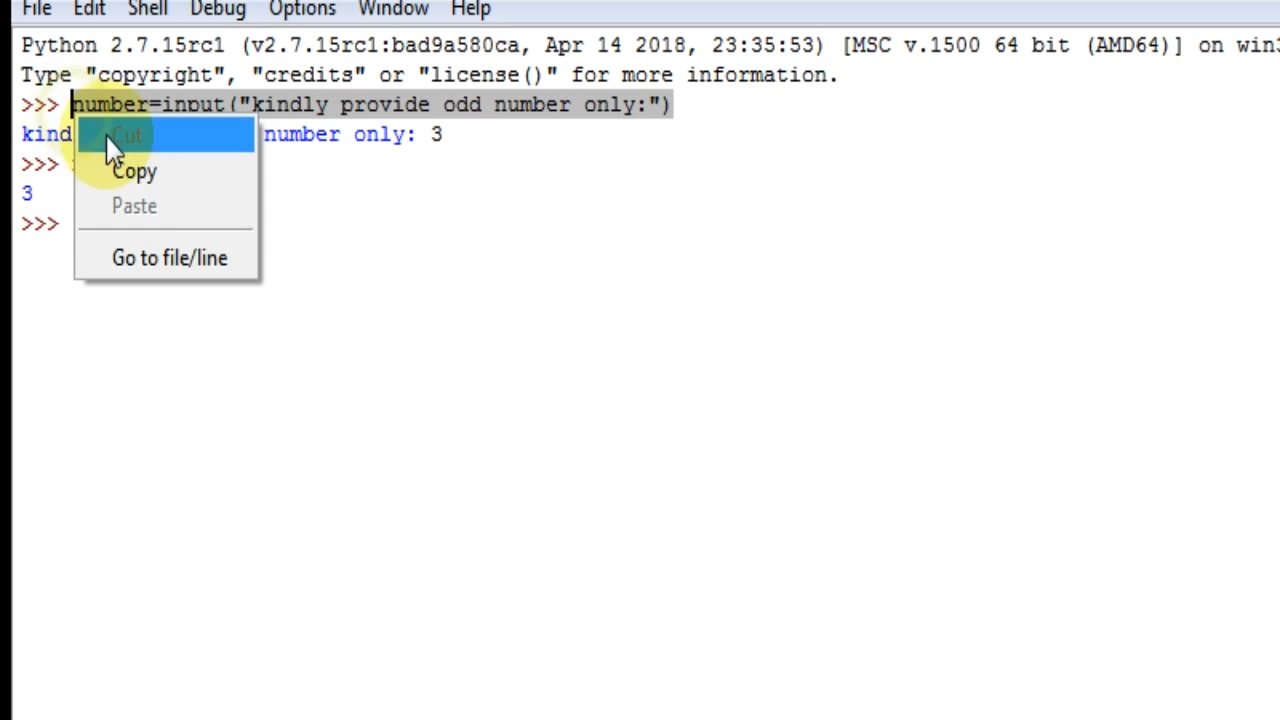 File Edit Shell Debug Options Window Help
Python 2.7.15rc1 (v2.7.15rc1:bad9a580ca, Apr 14 2018, 23:35:53) [MSC v.1500 64 bit (AMD64)] on
Type "copyright", "credits" or "license()" for more information.
>>> number=input("kindly provide odd number only:")
number only: 3
>>>
3
>>>
Cut
Copy
Paste
Go to file/line